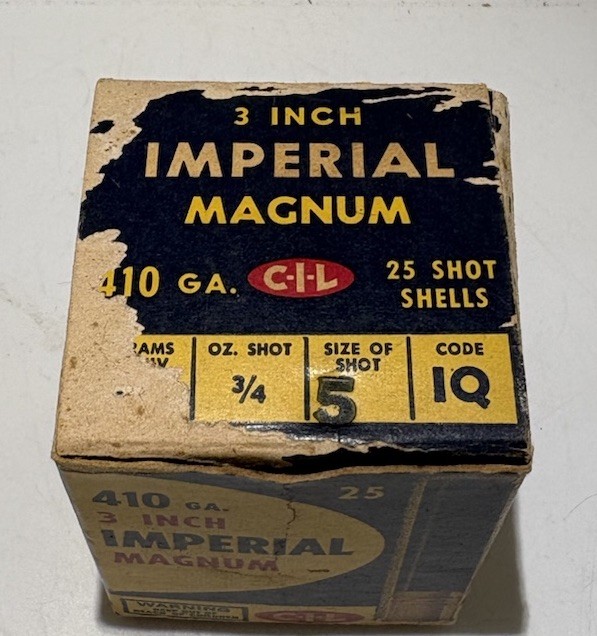 3 INCH
IMPERIAL
MAGNUM
410 GA. C-I-L 25 SHOT
SHELLS
OZ. SHOT SIZE OF SHOT CODE
3/4 5 IQ
410 GA. 25
3 INCH
IMPERIAL
MAGNUM
WARNING
C-I-L